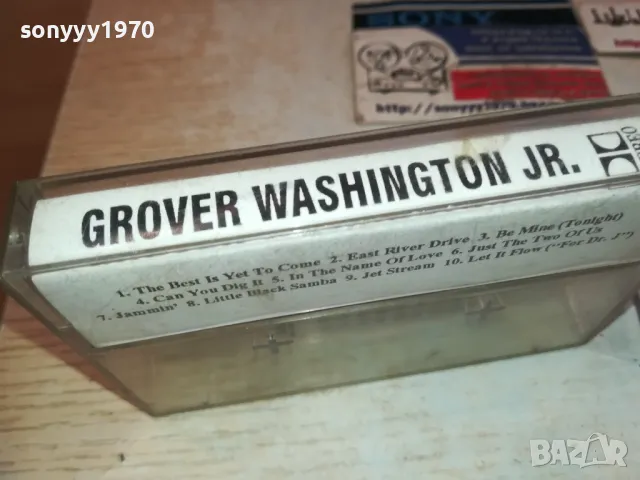 sonyyy1970
SONY
http://sonyyy1970.ba
GROVER WASHINGTON JR.
1. The Best Is Yet To Come 2. East River Drive 3. Be Mine (Tonight)
4. Can You Dig It 5. In The Name Of Love 6. Just The Two Of Us
7. Jammin' 8. Little Black Samba 9. Jet Stream 10. Let It Flow ("For Dr. J")
BAZAR
bg